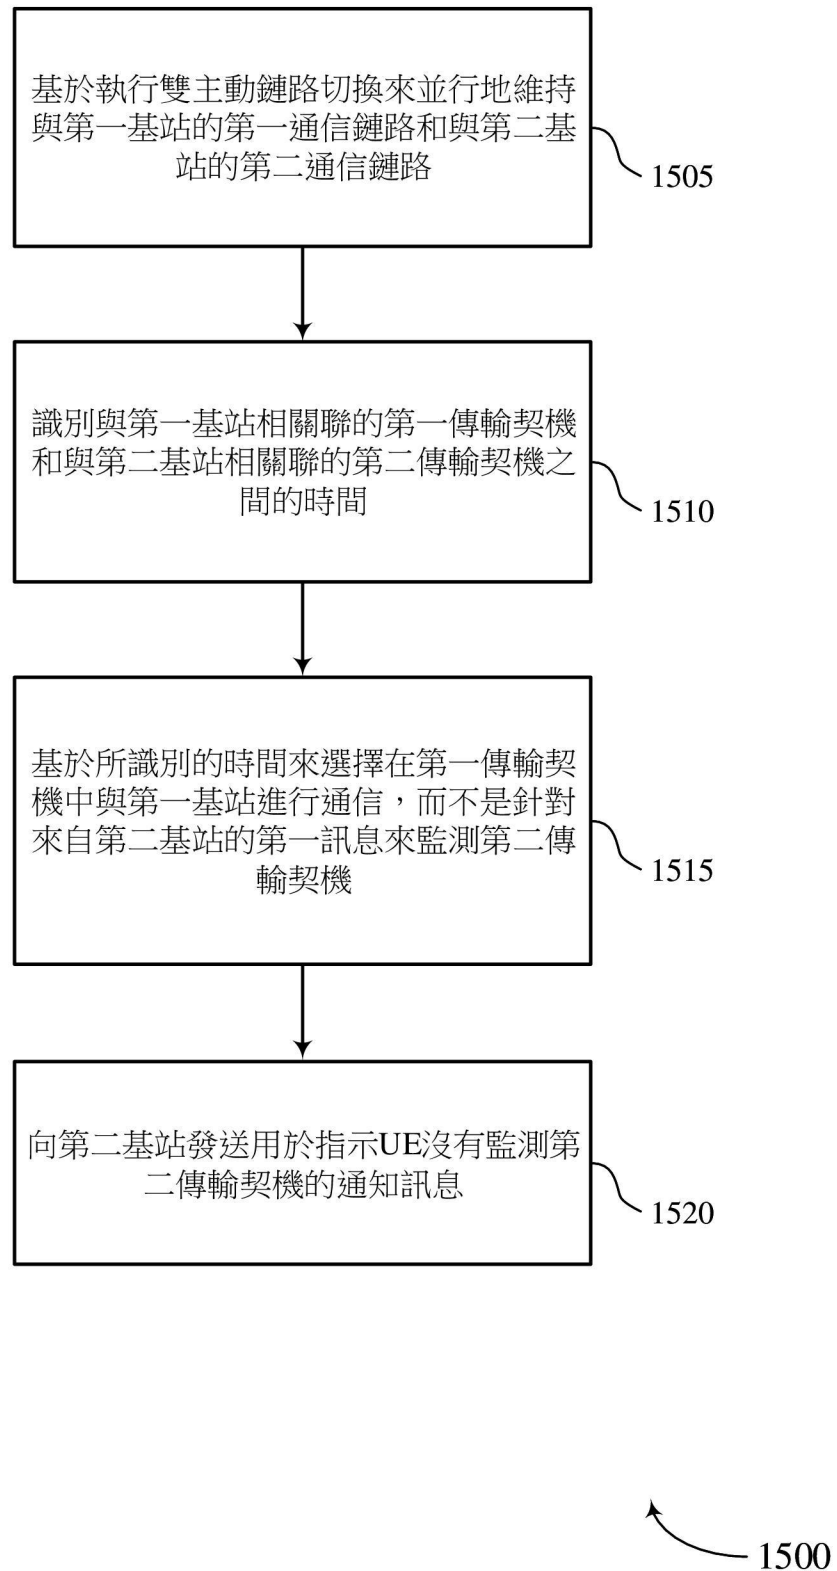 基於執行雙主動鏈路切換來並行地維持
與第一基站的第一通信鏈路和與第二基
站的第二通信鏈路
1505
識別與第一基站相關聯的第一傳輸契機
和與第二基站相關聯的第二傳輸契機之
間的時間
1510
基於所識別的時間來選擇在第一傳輸契
機中與第一基站進行通信，而不是針對
來自第二基站的第一訊息來監測第二傳
輸契機
1515
向第二基站發送用於指示UE沒有監測第
二傳輸契機的通知訊息
1520
1500